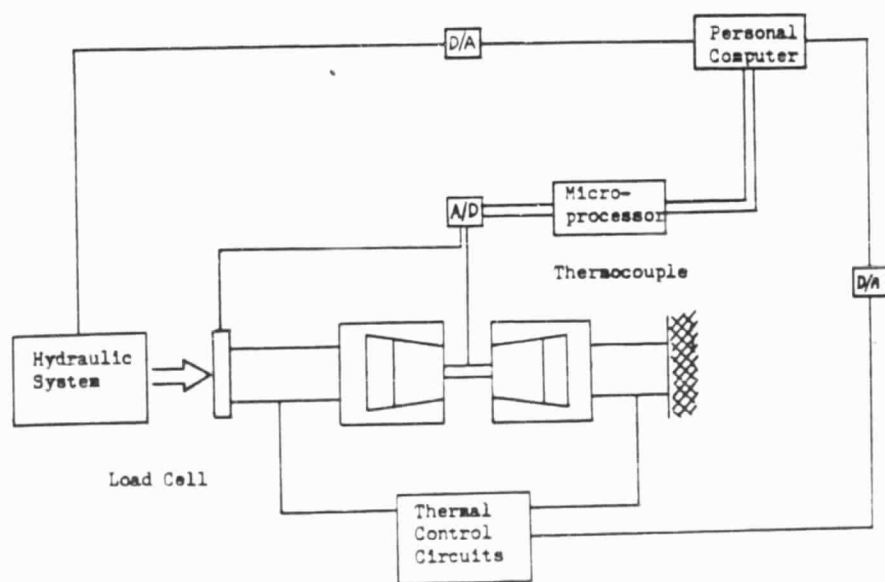 D/A
Personal
Computer
A/D
Micro-
processor
Thermocouple
D/A
Hydraulic
System
Load Cell
Thermal
Control
Circuits